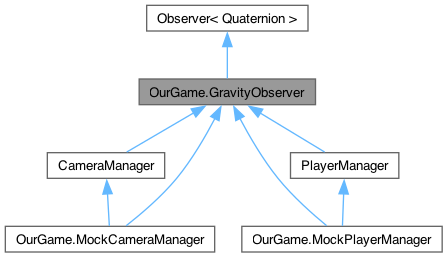 Observer< Quaternion >
OurGame.GravityObserver
CameraManager
PlayerManager
OurGame.MockCameraManager
OurGame.MockPlayerManager